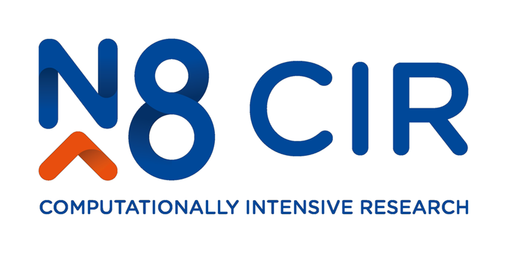 N8 CIR
COMPUTATIONALLY INTENSIVE RESEARCH